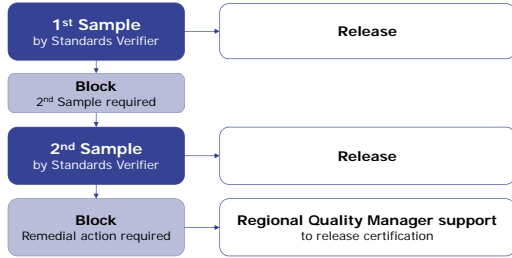 1st Sample
by Standards Verifier
Release
Block
2nd Sample required
2nd Sample
by Standards Verifier
Release
Block
Remedial action required
Regional Quality Manager support
to release certification